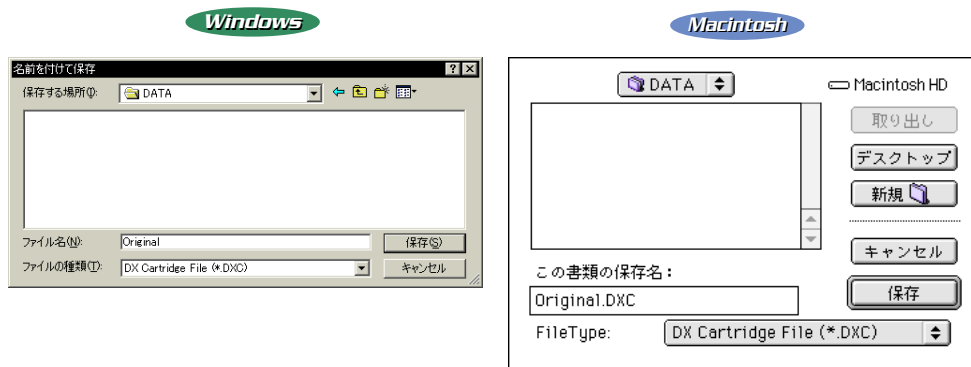 Windows
Macintosh
名前を付けて保存
保存する場所(I):
DATA
ファイル名(N):
Original
保存(S)
ファイルの種類(T):
DX Cartridge File (*.DXC)
キャンセル
DATA
Macintosh HD
取り出し
デスクトップ
新規
キャンセル
この書類の保存名：
保存
Original.DXC
FileType:
DX Cartridge File (*.DXC)